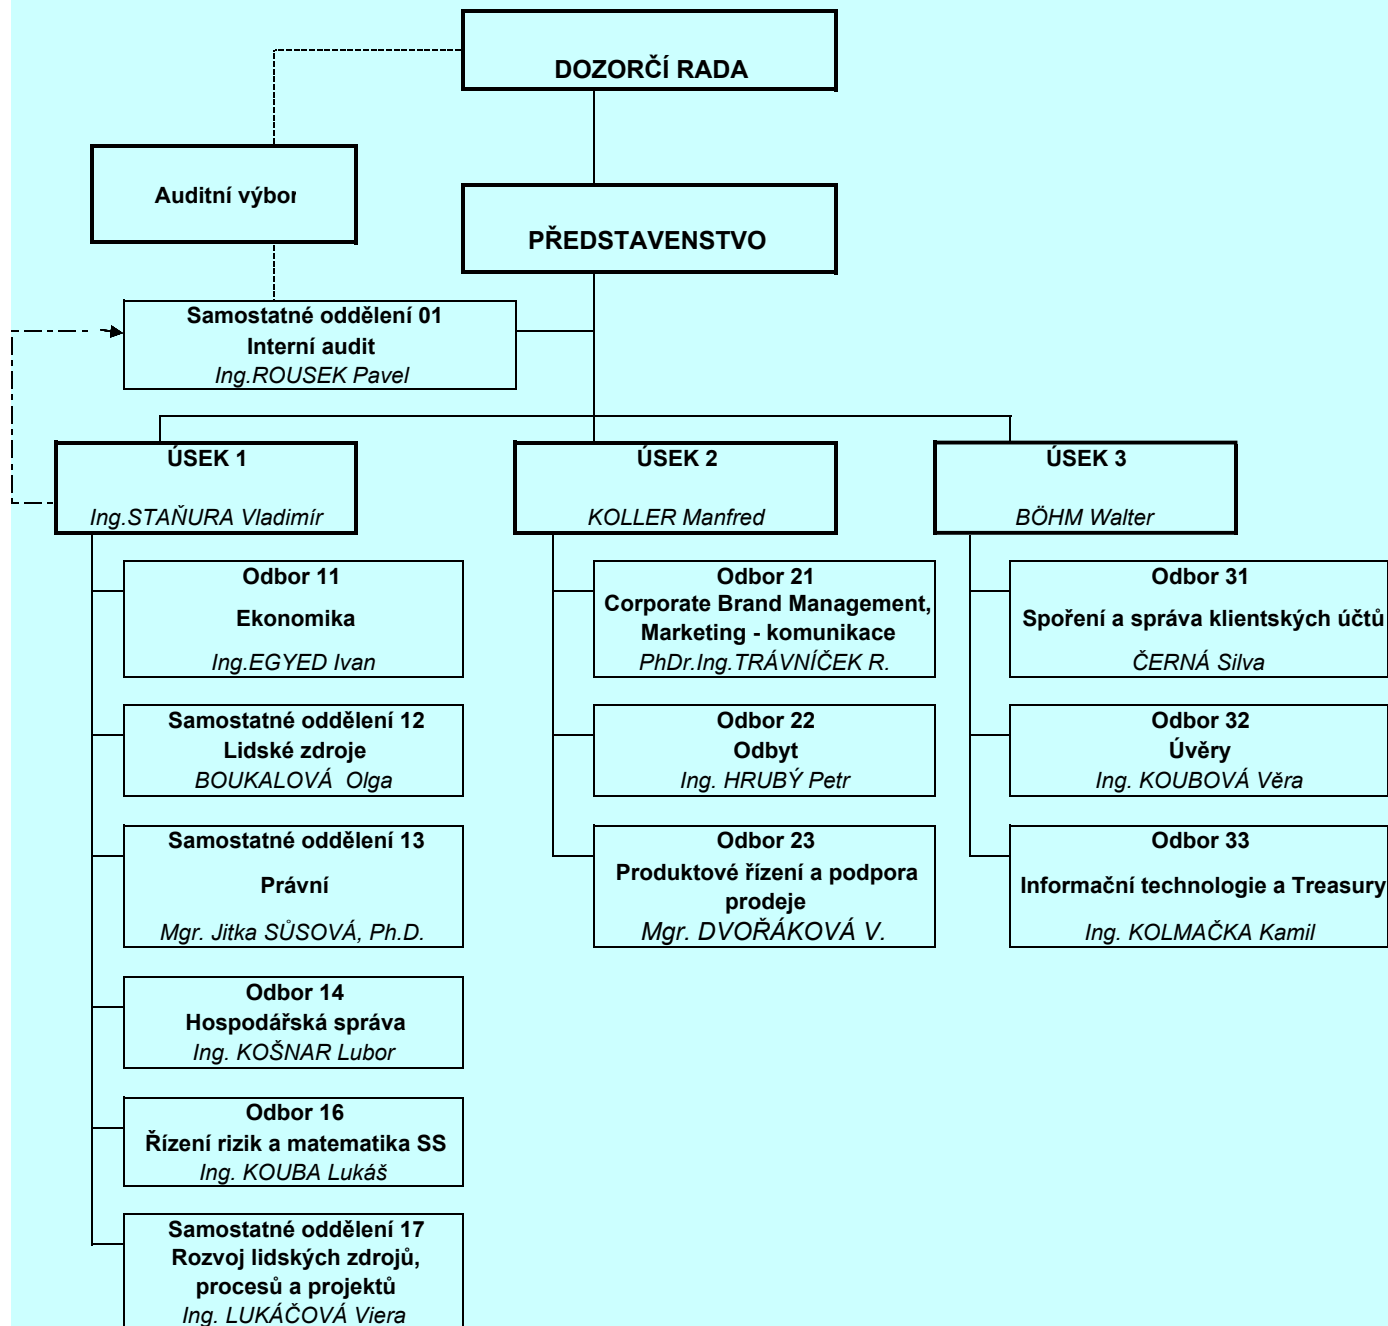 DOZORČÍ RADA
Auditní výbor
PŘEDSTAVENSTVO
Samostatné oddělení 01
Interní audit
Ing.ROUSEK Pavel
ÚSEK 1
Ing.STAŇURA Vladimír
ÚSEK 2
KOLLER Manfred
ÚSEK 3
BÖHM Walter
Odbor 11
Ekonomika
Ing.EGYED Ivan
Odbor 21
Corporate Brand Management,
Marketing - komunikace
PhDr.Ing.TRÁVNÍČEK R.
Odbor 31
Spoření a správa klientských účtů
ČERNÁ Silva
Samostatné oddělení 12
Lidské zdroje
BOUKALOVÁ Olga
Odbor 22
Odbyt
Ing. HRUBÝ Petr
Odbor 32
Úvěry
Ing. KOUBOVÁ Věra
Samostatné oddělení 13
Právní
Mgr. Jitka SŮSOVÁ, Ph.D.
Odbor 23
Produktové řízení a podpora
prodeje
Mgr. DVOŘÁKOVÁ V.
Odbor 33
Informační technologie a Treasury
Ing. KOLMAČKA Kamil
Odbor 14
Hospodářská správa
Ing. KOŠNAR Lubor
Odbor 16
Řízení rizik a matematika SS
Ing. KOUBA Lukáš
Samostatné oddělení 17
Rozvoj lidských zdrojů,
procesů a projektů
Ing. LUKÁČOVÁ Viera